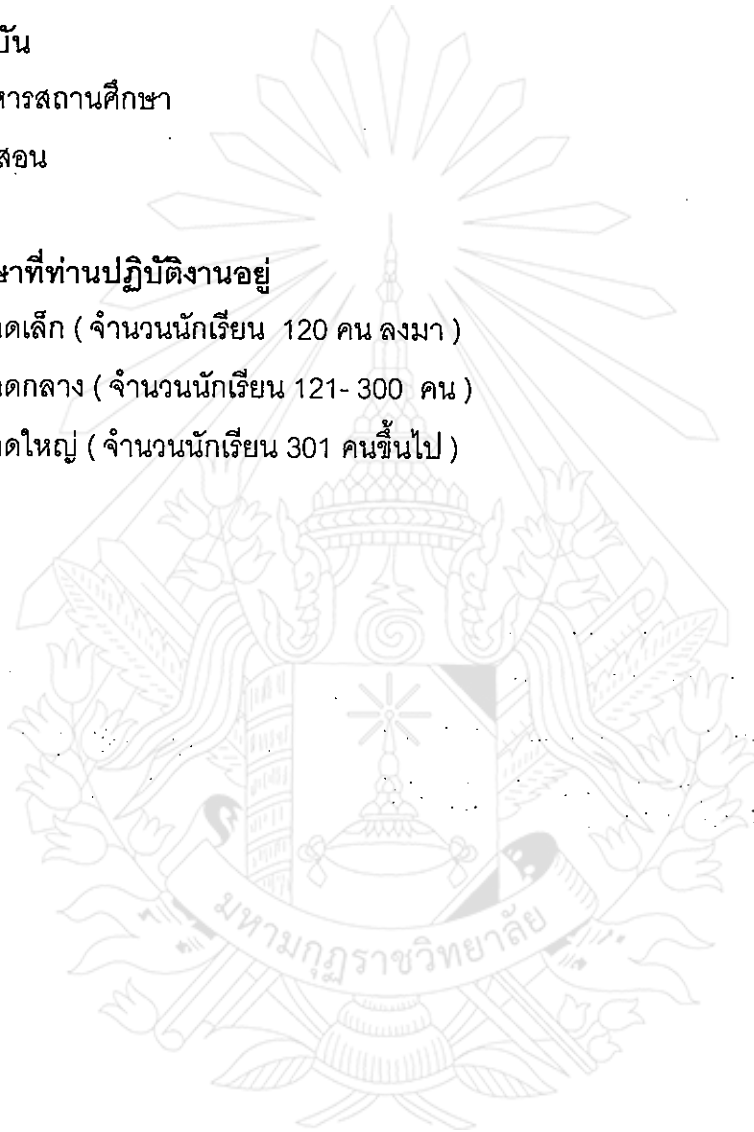 บัน
หารสถานศึกษา
สอน
ษาที่ท่านปฏิบัติงานอยู่
าดเล็ก ( จำนวนนักเรียน 120 คน ลงมา )
าดกลาง ( จำนวนนักเรียน 121- 300 คน )
าดใหญ่ ( จำนวนนักเรียน 301 คนขึ้นไป )
มหามกุฏราชวิทยาลัย